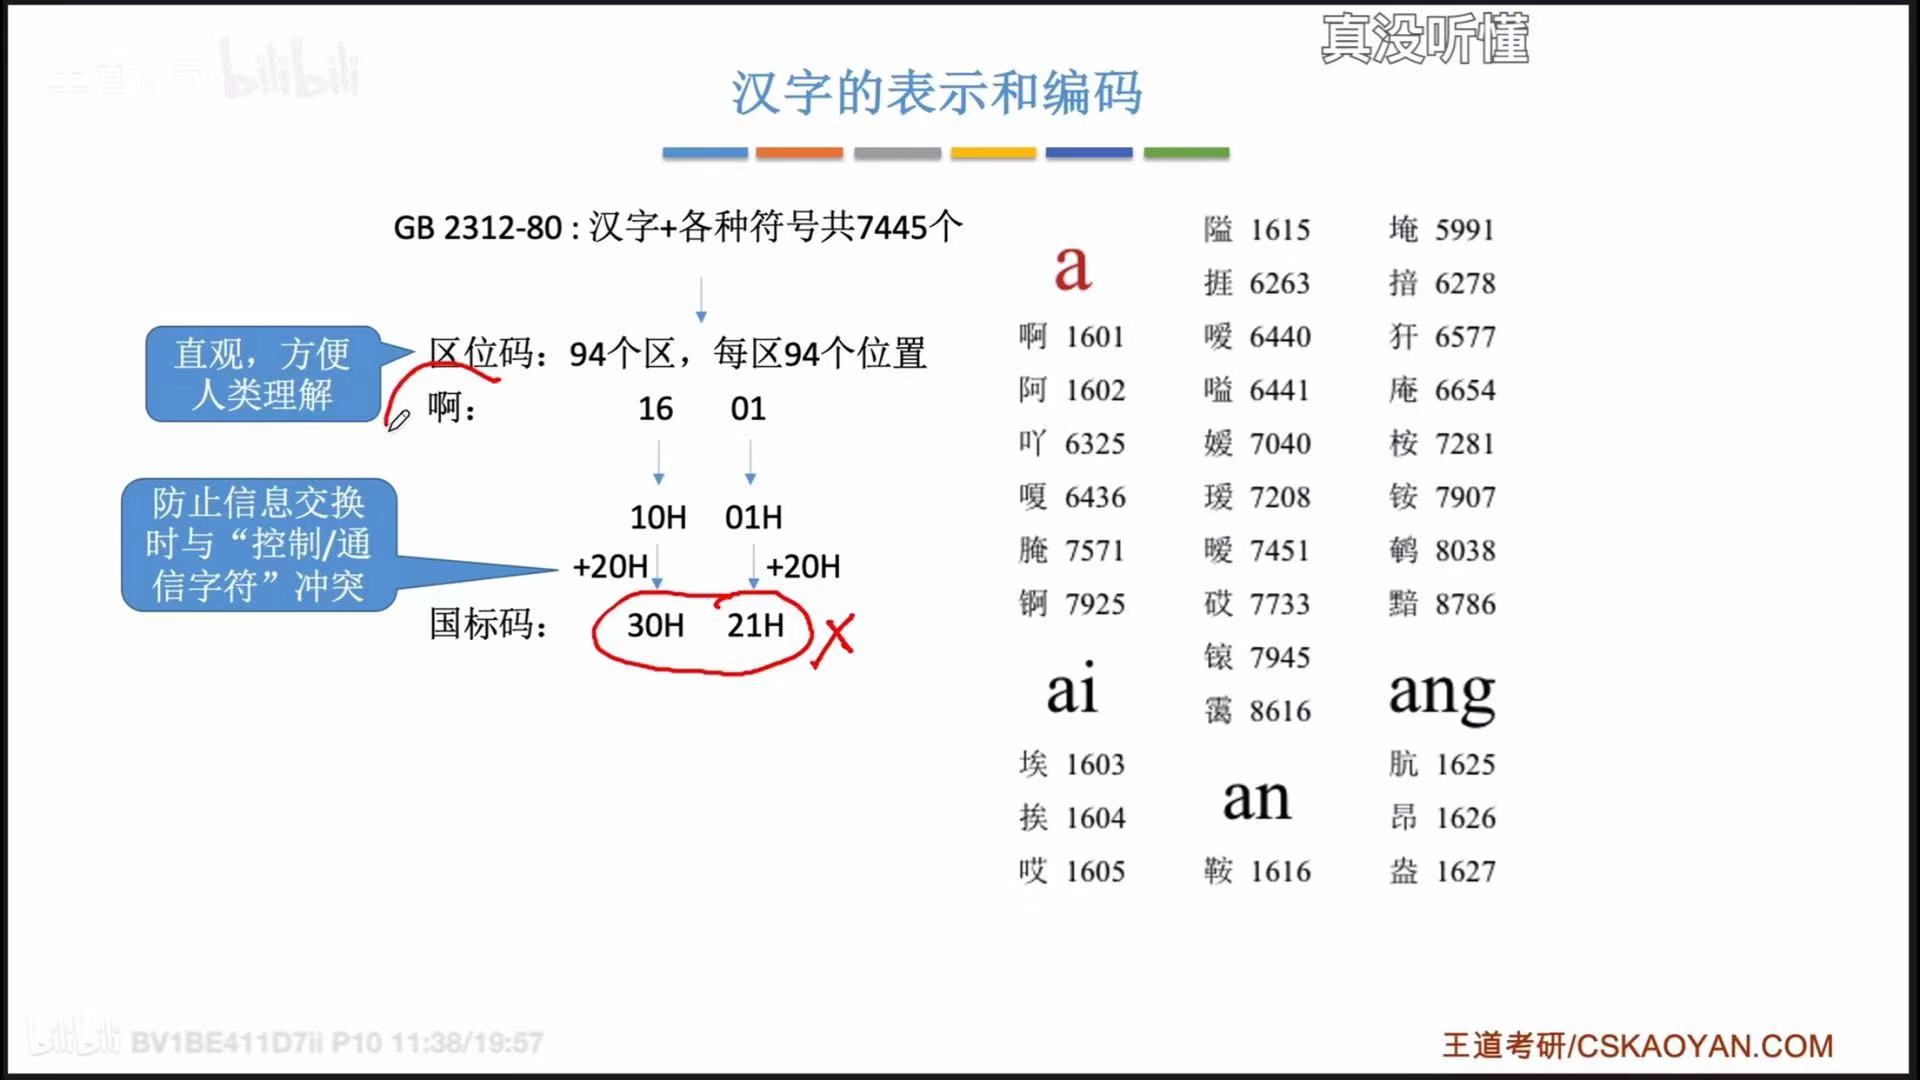 真没听懂
bilibili
汉字的表示和编码
GB 2312-80 : 汉字+各种符号共7445个
直观，方便
人类理解
区位码：94个区，每区94个位置
啊： 16 01
10H 01H
防止信息交换
时与“控制/通
信字符”冲突
+20H +20H
国标码： 30H 21H
a
啊 1601
阿 1602
吖 6325
嗄 6436
腌 7571
锕 7925
ai
埃 1603
挨 1604
哎 1605
隘 1615
捱 6263
嗳 6440
嗌 6441
嫒 7040
瑷 7208
暧 7451
砹 7733
锿 7945
霭 8616
an
鞍 1616
埯 5991
揞 6278
犴 6577
庵 6654
桉 7281
铵 7907
鹌 8038
黯 8786
ang
肮 1625
昂 1626
盎 1627
bilibili BV1BE411D7ii P10 11:38/19:57
王道考研/CSKAOYAN.COM